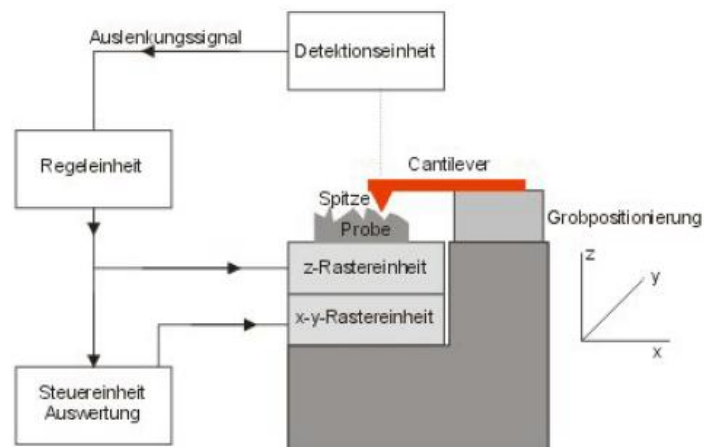 Auslenkungssignal
Detektionseinheit
Regeleinheit
Cantilever
Spitze
Probe
Grobpositionierung
z-Rastereinheit
x-y-Rastereinheit
z
y
x
Steuereinheit
Auswertung